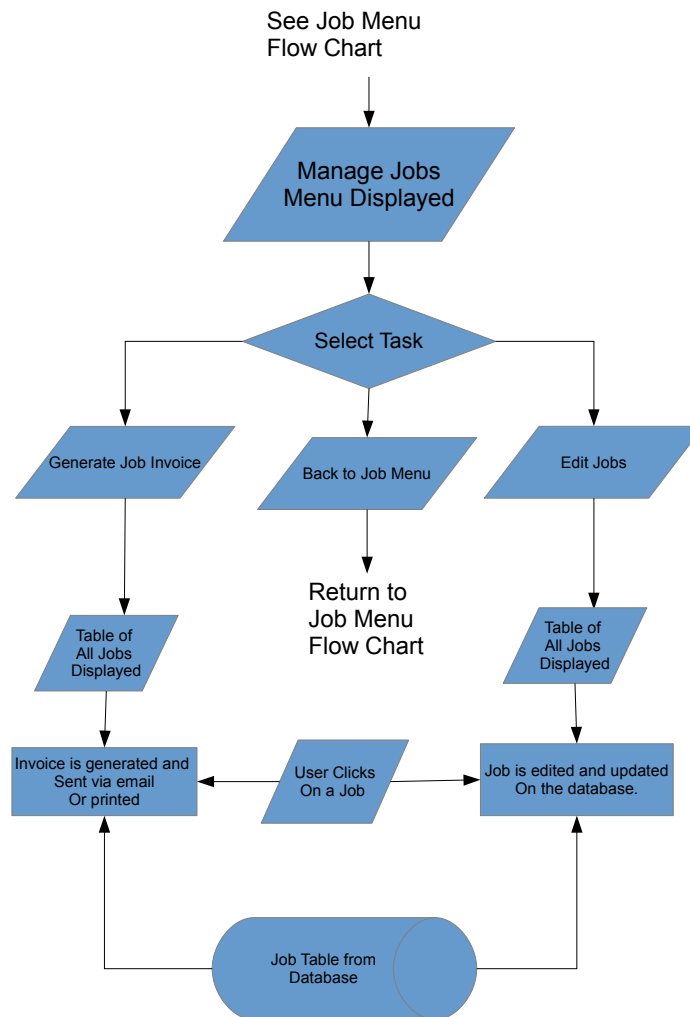 See Job Menu
Flow Chart
Manage Jobs
Menu Displayed
Select Task
Generate Job Invoice
Back to Job Menu
Edit Jobs
Return to
Job Menu
Flow Chart
Table of
All Jobs
Displayed
Table of
All Jobs
Displayed
Invoice is generated and
Sent via email
Or printed
User Clicks
On a Job
Job is edited and updated
On the database.
Job Table from
Database